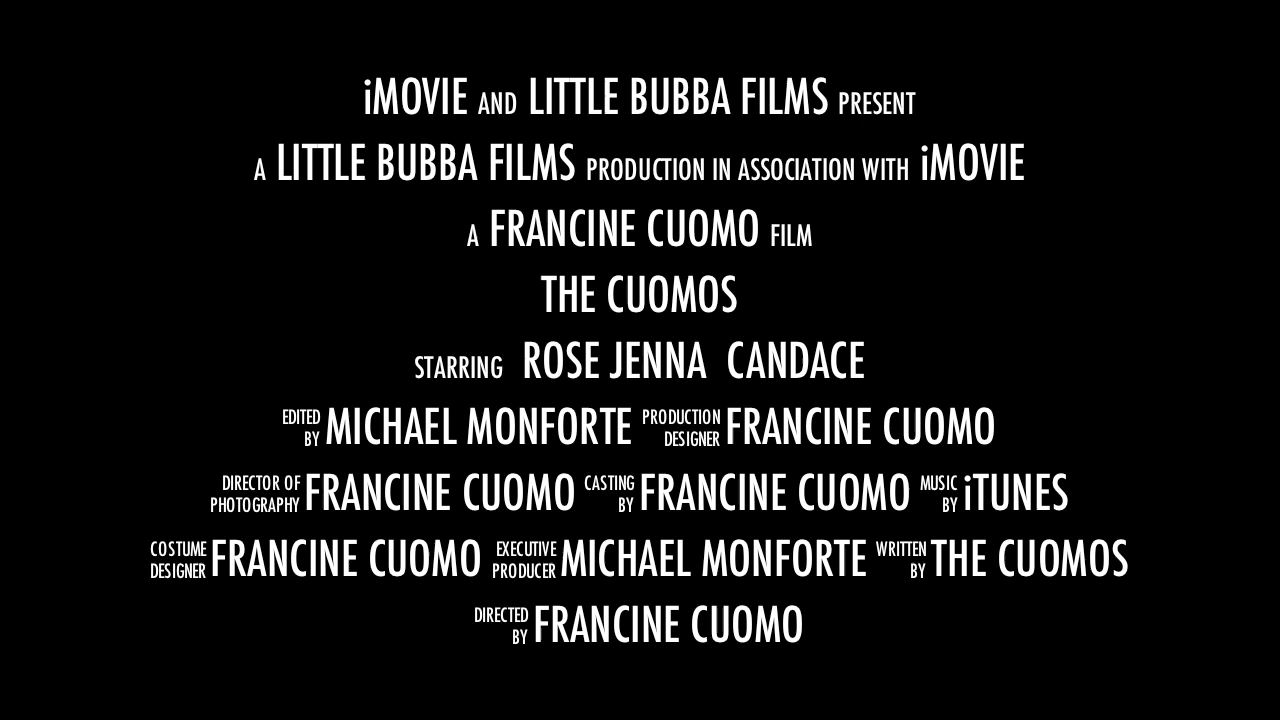 iMOVIE AND LITTLE BUBBA FILMS PRESENT
A LITTLE BUBBA FILMS PRODUCTION IN ASSOCIATION WITH iMOVIE
A FRANCINE CUOMO FILM
THE CUOMOS
STARRING ROSE JENNA CANDACE
EDITED BY MICHAEL MONFORTE PRODUCTION DESIGNER FRANCINE CUOMO
DIRECTOR OF PHOTOGRAPHY FRANCINE CUOMO CASTING BY FRANCINE CUOMO MUSIC BY iTUNES
COSTUME DESIGNER FRANCINE CUOMO EXECUTIVE PRODUCER MICHAEL MONFORTE WRITTEN BY THE CUOMOS
DIRECTED BY FRANCINE CUOMO